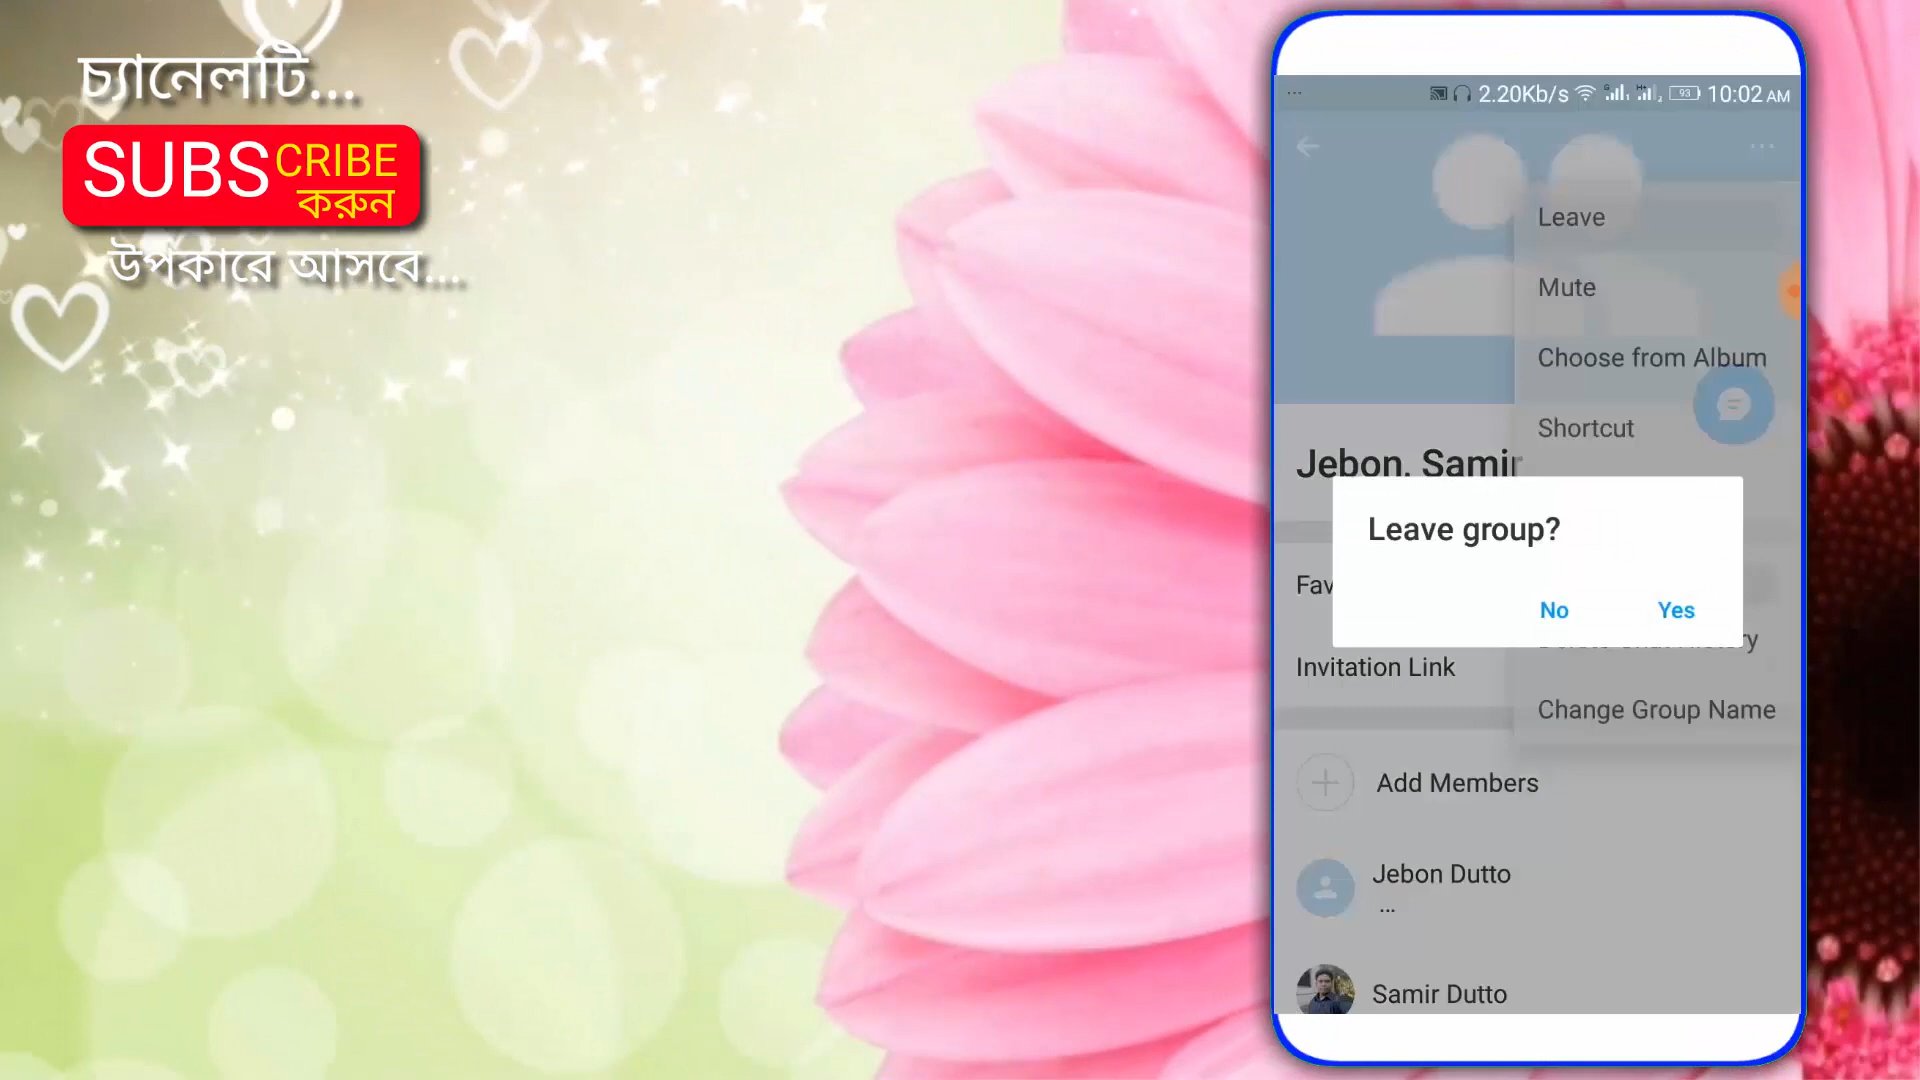 চ্যানেলটি...
SUBSCRIBE
করুন
উপকারে আসবে...
... 2.20Kb/s 93 10:02 AM
Leave
Mute
Choose from Album
Shortcut
Jebon, Samir
Leave group?
Fav
No Yes
Invitation Link
Change Group Name
Add Members
Jebon Dutto
...
Samir Dutto